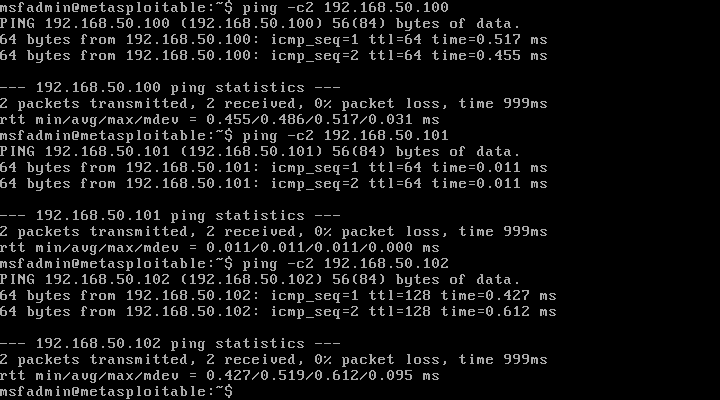 msfadmin@metasploitable:~$ ping -c2 192.168.50.100
PING 192.168.50.100 (192.168.50.100) 56(84) bytes of data.
64 bytes from 192.168.50.100: icmp_seq=1 ttl=64 time=0.517 ms
64 bytes from 192.168.50.100: icmp_seq=2 ttl=64 time=0.455 ms

--- 192.168.50.100 ping statistics ---
2 packets transmitted, 2 received, 0% packet loss, time 999ms
rtt min/avg/max/mdev = 0.455/0.486/0.517/0.031 ms
msfadmin@metasploitable:~$ ping -c2 192.168.50.101
PING 192.168.50.101 (192.168.50.101) 56(84) bytes of data.
64 bytes from 192.168.50.101: icmp_seq=1 ttl=64 time=0.011 ms
64 bytes from 192.168.50.101: icmp_seq=2 ttl=64 time=0.011 ms

--- 192.168.50.101 ping statistics ---
2 packets transmitted, 2 received, 0% packet loss, time 999ms
rtt min/avg/max/mdev = 0.011/0.011/0.011/0.000 ms
msfadmin@metasploitable:~$ ping -c2 192.168.50.102
PING 192.168.50.102 (192.168.50.102) 56(84) bytes of data.
64 bytes from 192.168.50.102: icmp_seq=1 ttl=128 time=0.427 ms
64 bytes from 192.168.50.102: icmp_seq=2 ttl=128 time=0.612 ms

--- 192.168.50.102 ping statistics ---
2 packets transmitted, 2 received, 0% packet loss, time 999ms
rtt min/avg/max/mdev = 0.427/0.519/0.612/0.095 ms
msfadmin@metasploitable:~$